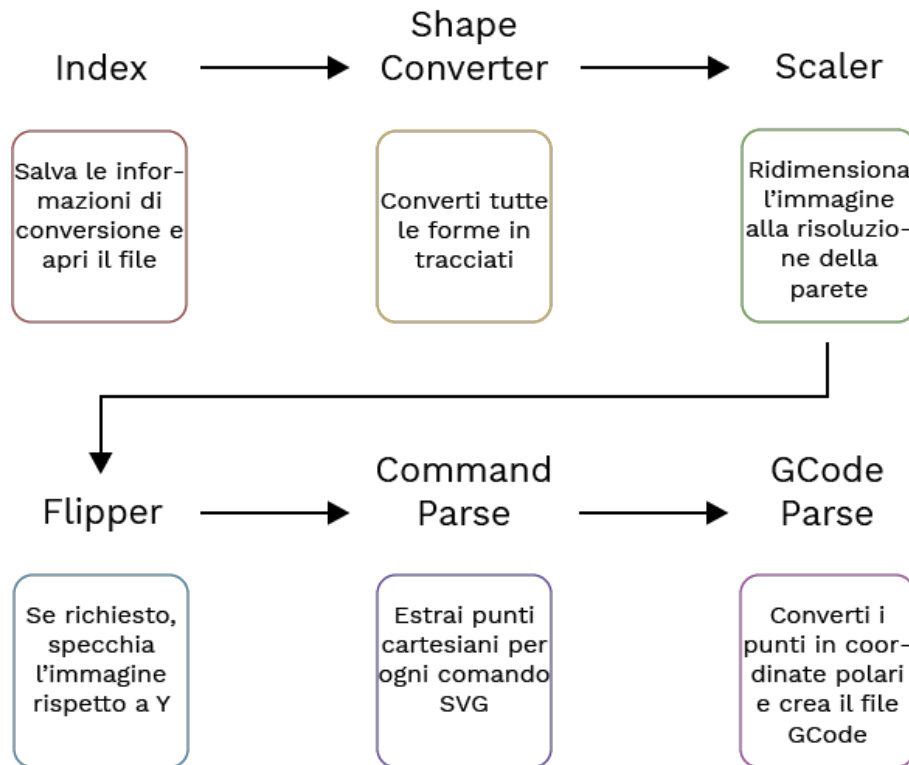 Index
Shape
Converter
Scaler
Salva le infor-
mazioni di
conversione e
apri il file
Converti tutte
le forme in
tracciati
Ridimensiona
l'immagine
alla risoluzio-
ne della
parete
Flipper
Command
Parse
GCode
Parse
Se richiesto,
specchia
l'immagine
rispetto a Y
Estrai punti
cartesiani per
ogni comando
SVG
Converti i
punti in coor-
dinate polari
e crea il file
GCode